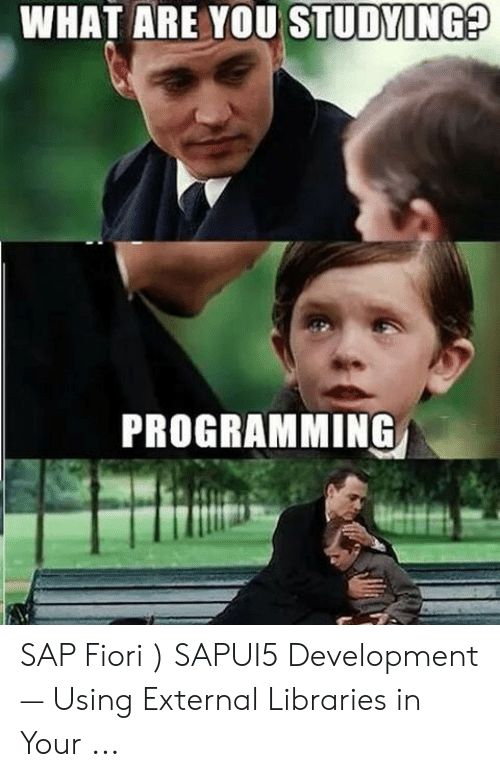 WHAT ARE YOU STUDYING?
PROGRAMMING
SAP Fiori ) SAPUI5 Development
— Using External Libraries in
Your ...